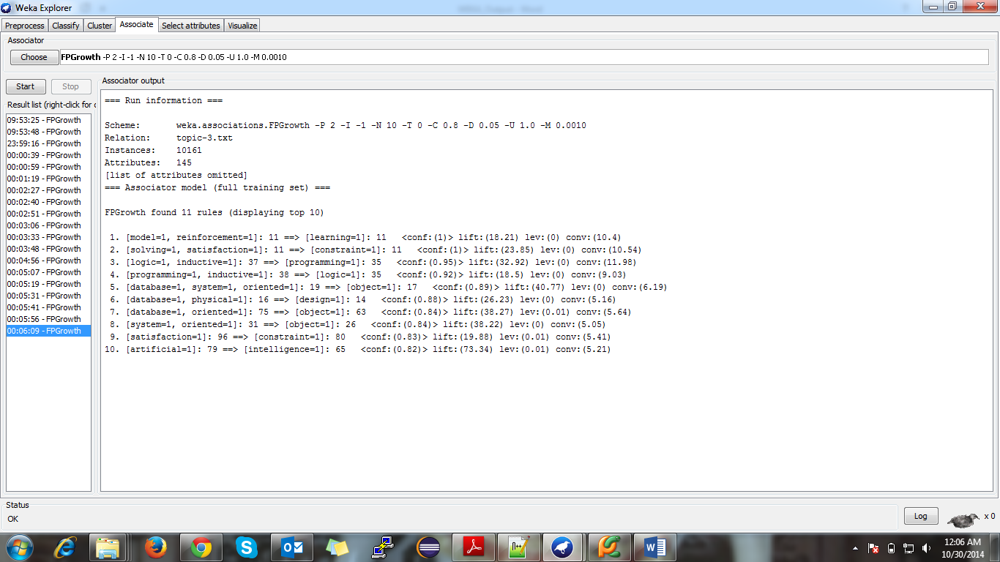 Weka Explorer
Preprocess Classify Cluster Associate Select attributes Visualize
Associator
Choose FPGrowth -P 2 -I -1 -N 10 -T 0 -C 0.8 -D 0.05 -U 1.0 -M 0.0010
Start Stop
Result list (right-click for o
09:53:25 - FPGrowth
09:53:48 - FPGrowth
23:59:16 - FPGrowth
00:00:39 - FPGrowth
00:00:59 - FPGrowth
00:01:19 - FPGrowth
00:02:27 - FPGrowth
00:02:40 - FPGrowth
00:02:51 - FPGrowth
00:03:06 - FPGrowth
00:03:33 - FPGrowth
00:03:48 - FPGrowth
00:04:56 - FPGrowth
00:05:07 - FPGrowth
00:05:19 - FPGrowth
00:05:31 - FPGrowth
00:05:41 - FPGrowth
00:05:56 - FPGrowth
00:06:09 - FPGrowth
Associator output
=== Run information ===
Scheme: weka.associations.FPGrowth -P 2 -I -1 -N 10 -T 0 -C 0.8 -D 0.05 -U 1.0 -M 0.0010
Relation: topic-3.txt
Instances: 10161
Attributes: 145
[list of attributes omitted]
=== Associator model (full training set) ===
FPGrowth found 11 rules (displaying top 10)
1. [model=1, reinforcement=1]: 11 ==> [learning=1]: 11 <conf:(1)> lift:(18.21) lev:(0) conv:(10.4)
2. [solving=1, satisfaction=1]: 11 ==> [constraint=1]: 11 <conf:(1)> lift:(23.85) lev:(0) conv:(10.54)
3. [logic=1, inductive=1]: 37 ==> [programming=1]: 35 <conf:(0.95)> lift:(32.92) lev:(0) conv:(11.98)
4. [programming=1, inductive=1]: 38 ==> [logic=1]: 35 <conf:(0.92)> lift:(18.5) lev:(0) conv:(9.03)
5. [database=1, system=1, oriented=1]: 19 ==> [object=1]: 17 <conf:(0.89)> lift:(40.77) lev:(0) conv:(6.19)
6. [database=1, physical=1]: 16 ==> [design=1]: 14 <conf:(0.88)> lift:(26.23) lev:(0) conv:(5.16)
7. [database=1, oriented=1]: 75 ==> [object=1]: 63 <conf:(0.84)> lift:(38.27) lev:(0.01) conv:(5.64)
8. [system=1, oriented=1]: 31 ==> [object=1]: 26 <conf:(0.84)> lift:(38.22) lev:(0) conv:(5.05)
9. [satisfaction=1]: 96 ==> [constraint=1]: 80 <conf:(0.83)> lift:(19.88) lev:(0.01) conv:(5.41)
10. [artificial=1]: 79 ==> [intelligence=1]: 65 <conf:(0.82)> lift:(73.34) lev:(0.01) conv:(5.21)
Status
OK
Log x 0
12:06 AM
10/30/2014